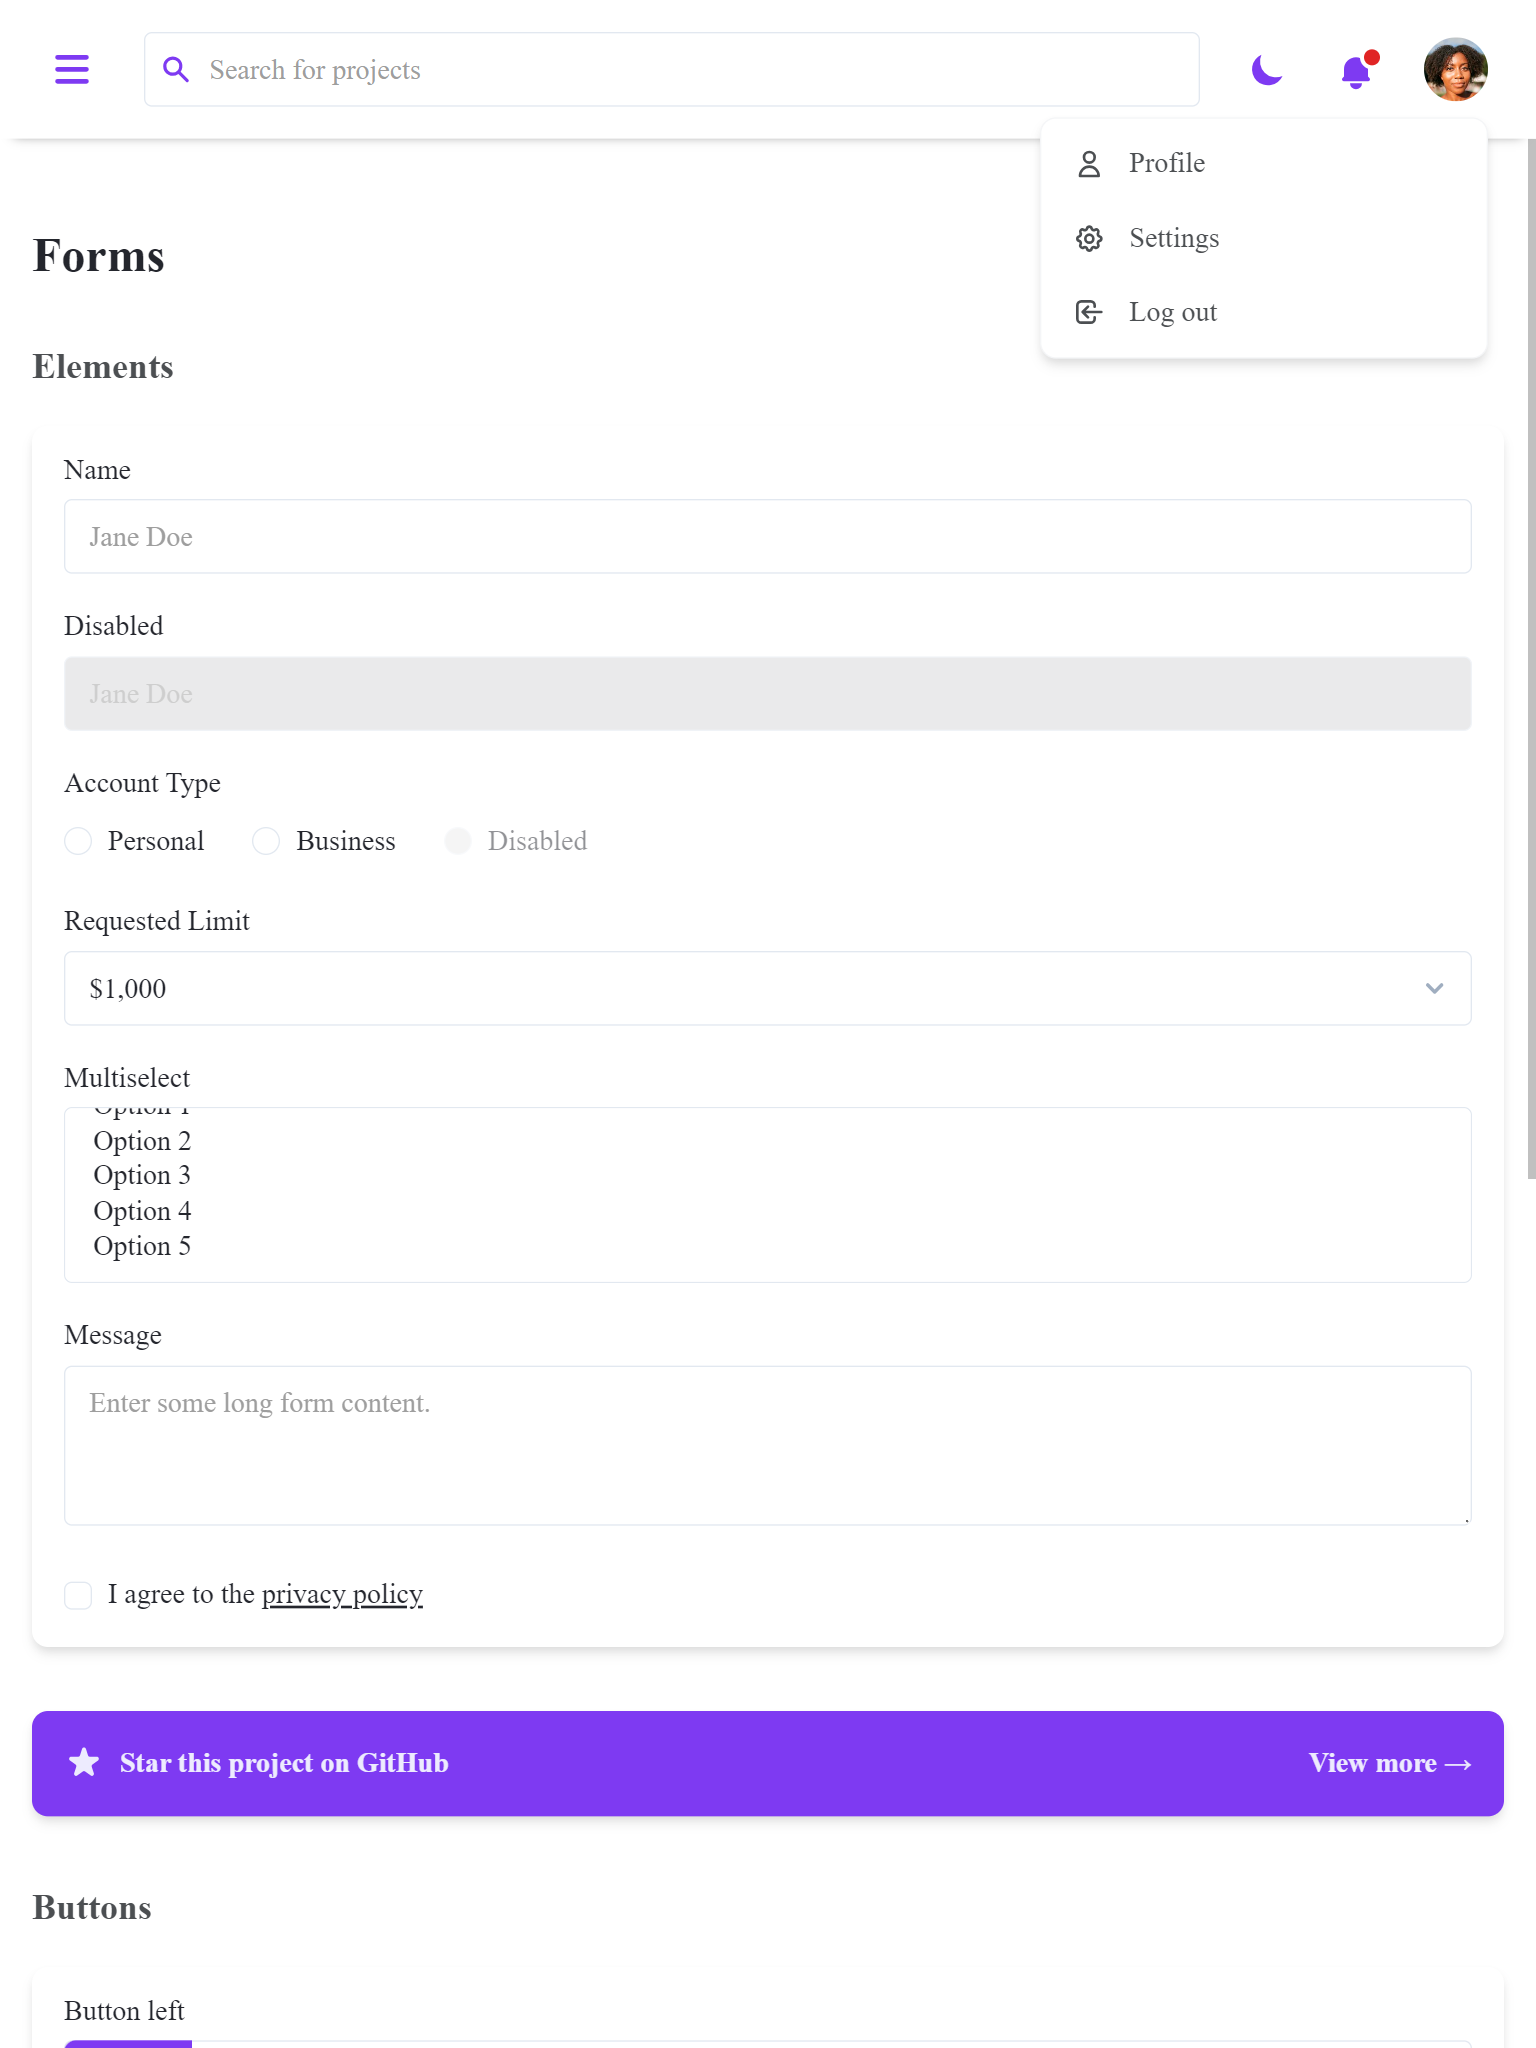 Search for projects
Profile
Settings
Log out
Forms
Elements
Name
Jane Doe
Disabled
Jane Doe
Account Type
Personal Business Disabled
Requested Limit
$1,000
Multiselect
Option 1
Option 2
Option 3
Option 4
Option 5
Message
Enter some long form content.
I agree to the privacy policy
Star this project on GitHub View more →
Buttons
Button left